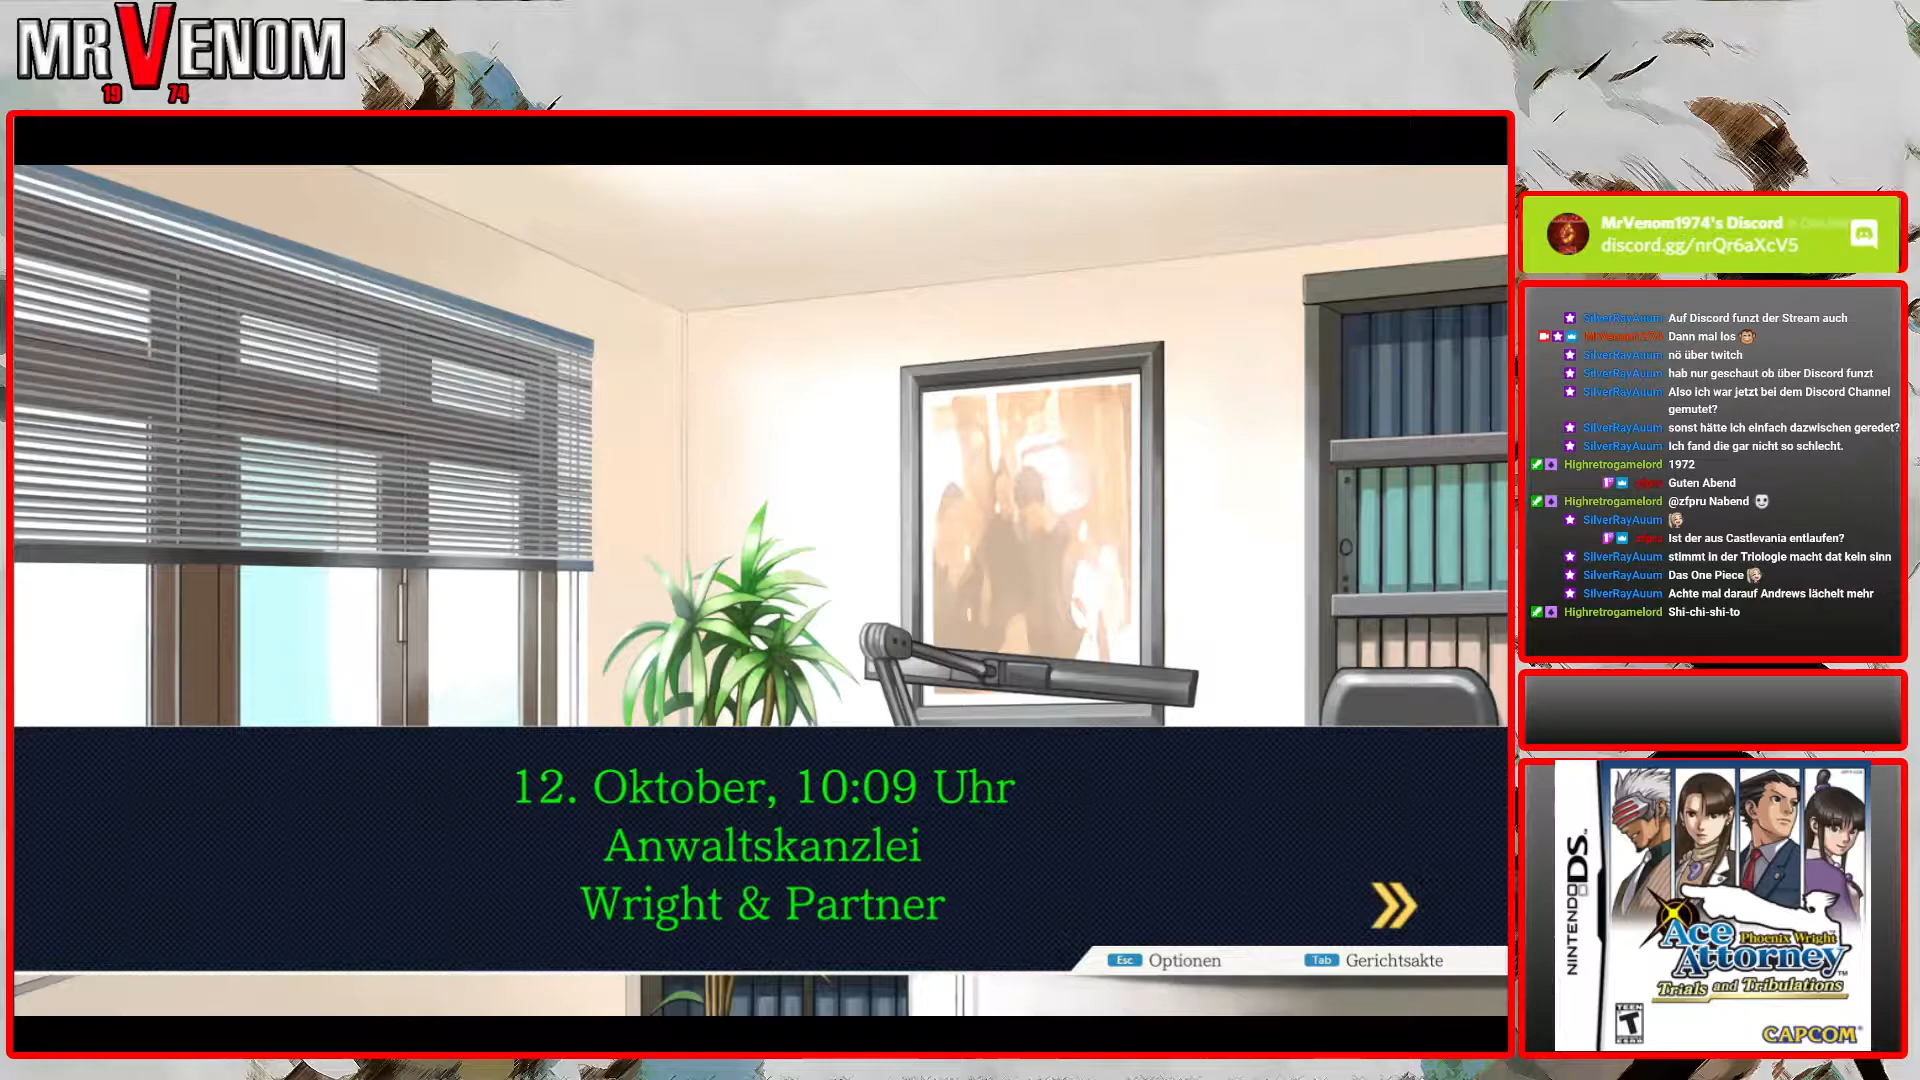 MRVENOM
19 74
MrVenom1974's Discord
discord.gg/nrQr6aXcV5
SilverRayAuum Auf Discord funzt der Stream auch
MrVenom1974 Dann mal los
SilverRayAuum nö über twitch
SilverRayAuum hab nur geschaut ob über Discord funzt
SilverRayAuum Also ich war jetzt bei dem Discord Channel
gemutet?
SilverRayAuum sonst hätte ich einfach dazwischen geredet?
SilverRayAuum Ich fand die gar nicht so schlecht.
Highretrogamelord 1972
zfpru Guten Abend
Highretrogamelord @zfpru Nabend
SilverRayAuum
zfpru Ist der aus Castlevania entlaufen?
SilverRayAuum stimmt in der Triologie macht dat kein sinn
SilverRayAuum Das One Piece
SilverRayAuum Achte mal darauf Andrews lächelt mehr
Highretrogamelord Shi-chi-shi-to
12. Oktober, 10:09 Uhr
Anwaltskanzlei
Wright & Partner
Esc Optionen
Tab Gerichtsakte
NINTENDO DS
Phoenix Wright
Ace
Attorney
Trials and Tribulations
TEEN
T
CAPCOM